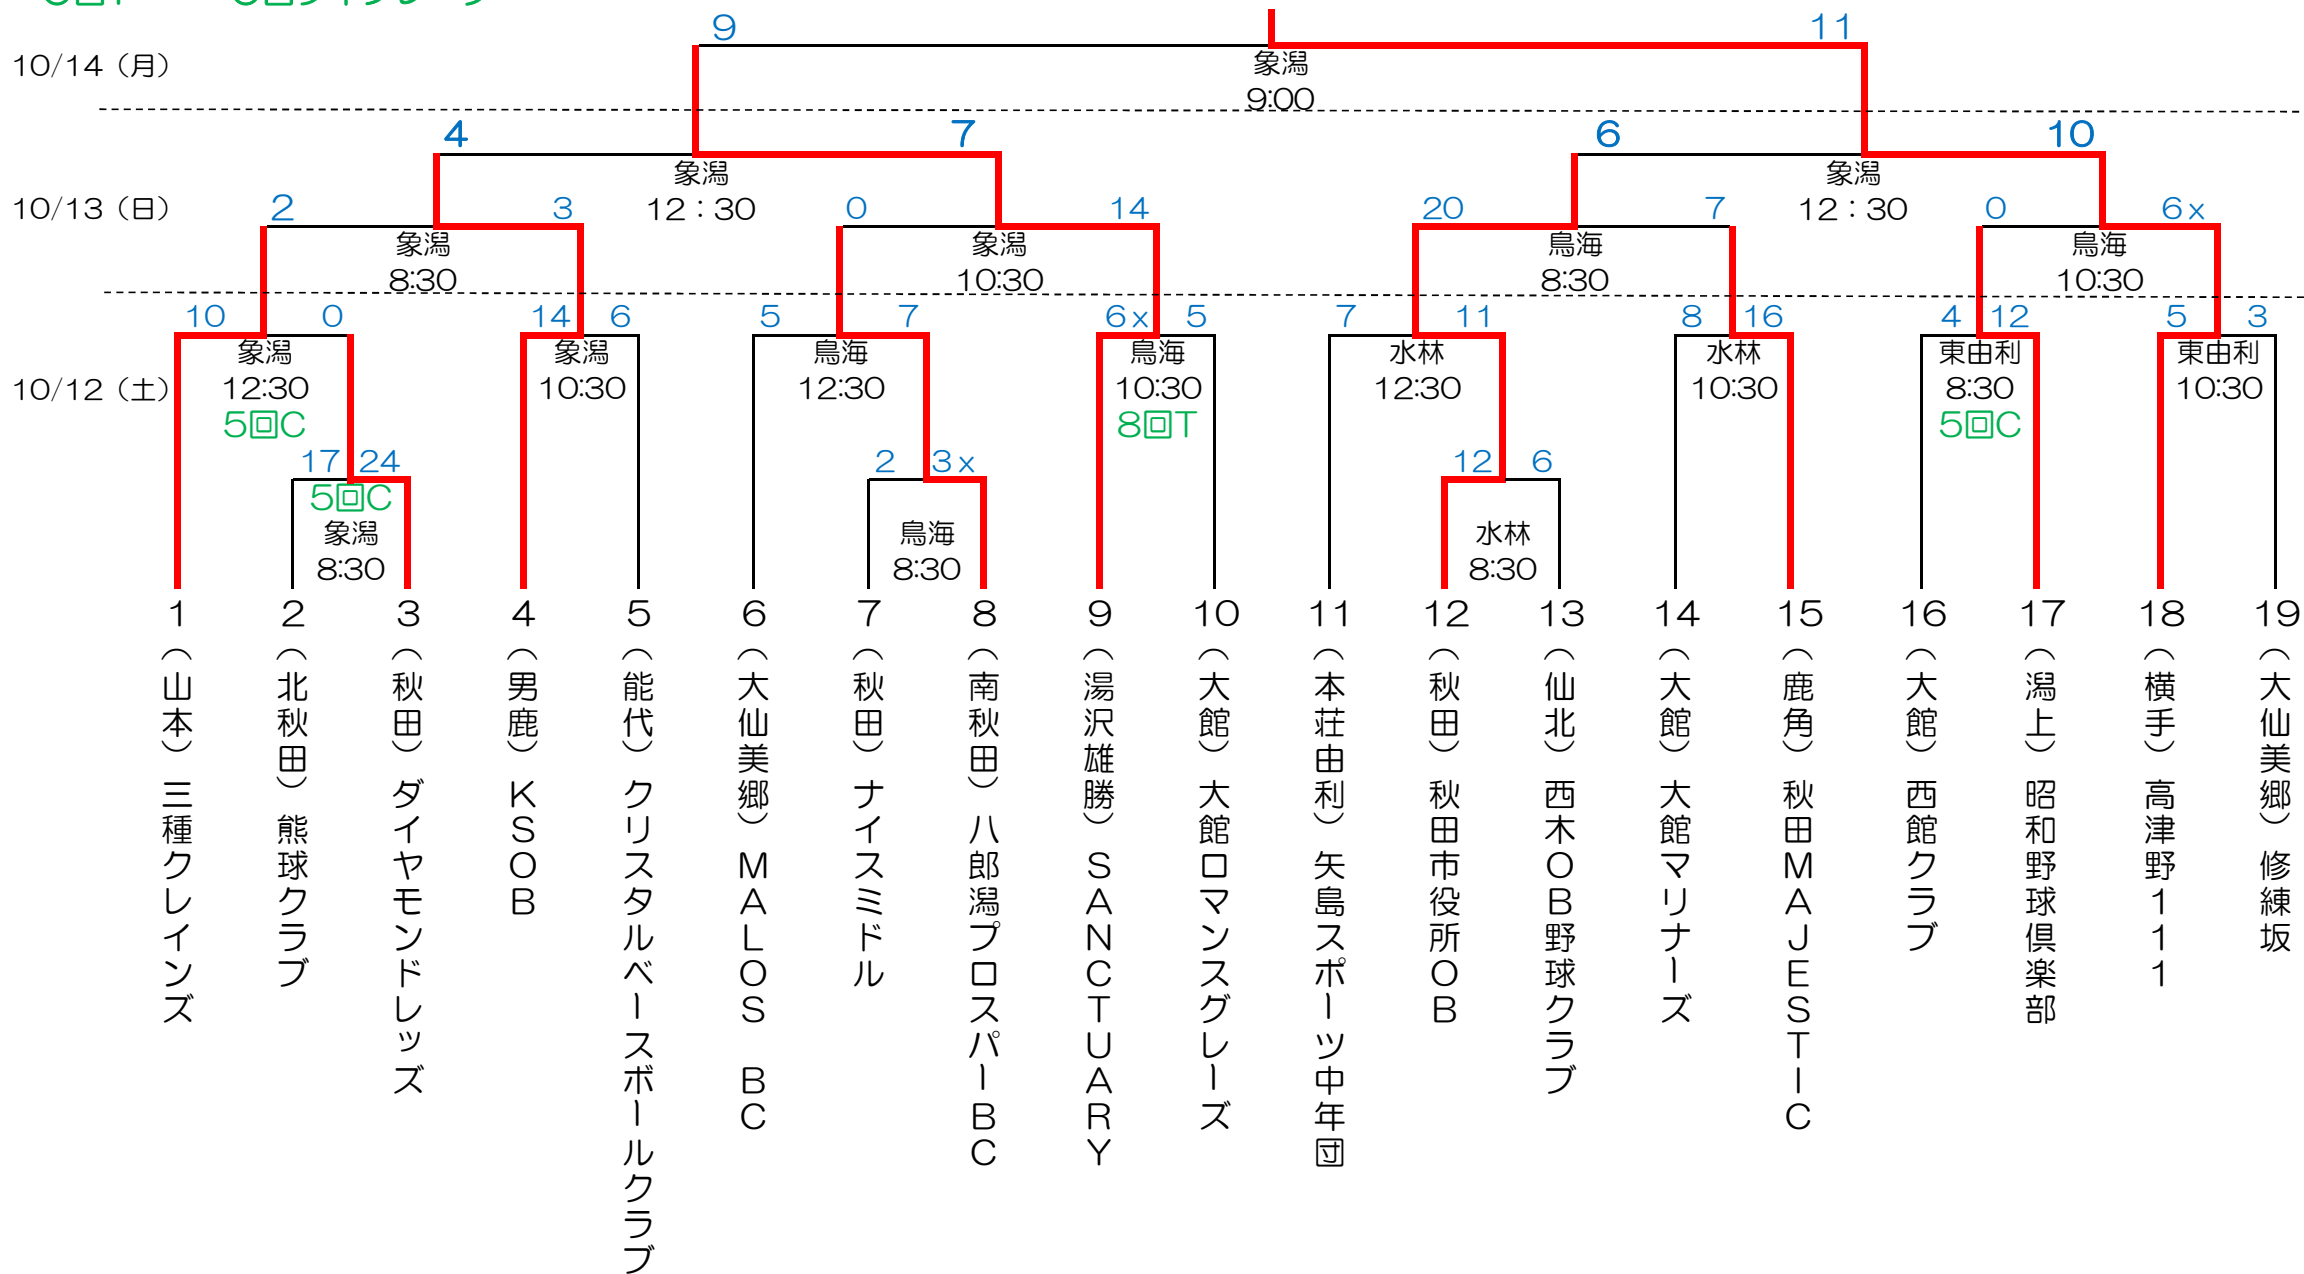 9 11
10/14（月）
象潟
9:00
4 7 6 10
象潟 象潟
10/13（日）
2 3 12：30 0 14 20 7 12：30 0 6x
象潟 象潟 鳥海 鳥海
8:30 10:30 8:30 10:30
10 0 14 6 5 7 6x 5 7 11 8 16 4 12 5 3
象潟 象潟 鳥海 鳥海 水林 水林 東由利 東由利
10/12（土）
12:30 10:30 12:30 10:30 12:30 10:30 8:30 10:30
5回C 8回T 5回C
17 24 2 3x 12 6
5回C
象潟 鳥海 水林
8:30 8:30 8:30
1 2 3 4 5 6 7 8 9 10 11 12 13 14 15 16 17 18 19
（山本）三種クレインズ
（北秋田）熊球クラブ
（秋田）ダイヤモンドレッズ
（男鹿）KSOB
（能代）クリスタルベースボールクラブ
（大仙美郷）MALOS BC
（秋田）ナイスミドル
（南秋田）八郎潟プロスパーBC
（湯沢雄勝）SANCTUARY
（大館）大館ロマンスグレーズ
（本荘由利）矢島スポーツ中年団
（秋田）秋田市役所OB
（仙北）西木OB野球クラブ
（大館）大館マリナーズ
（鹿角）秋田MAJESTIC
（大館）西館クラブ
（潟上）昭和野球倶楽部
（横手）高津野111
（大仙美郷）修練坂